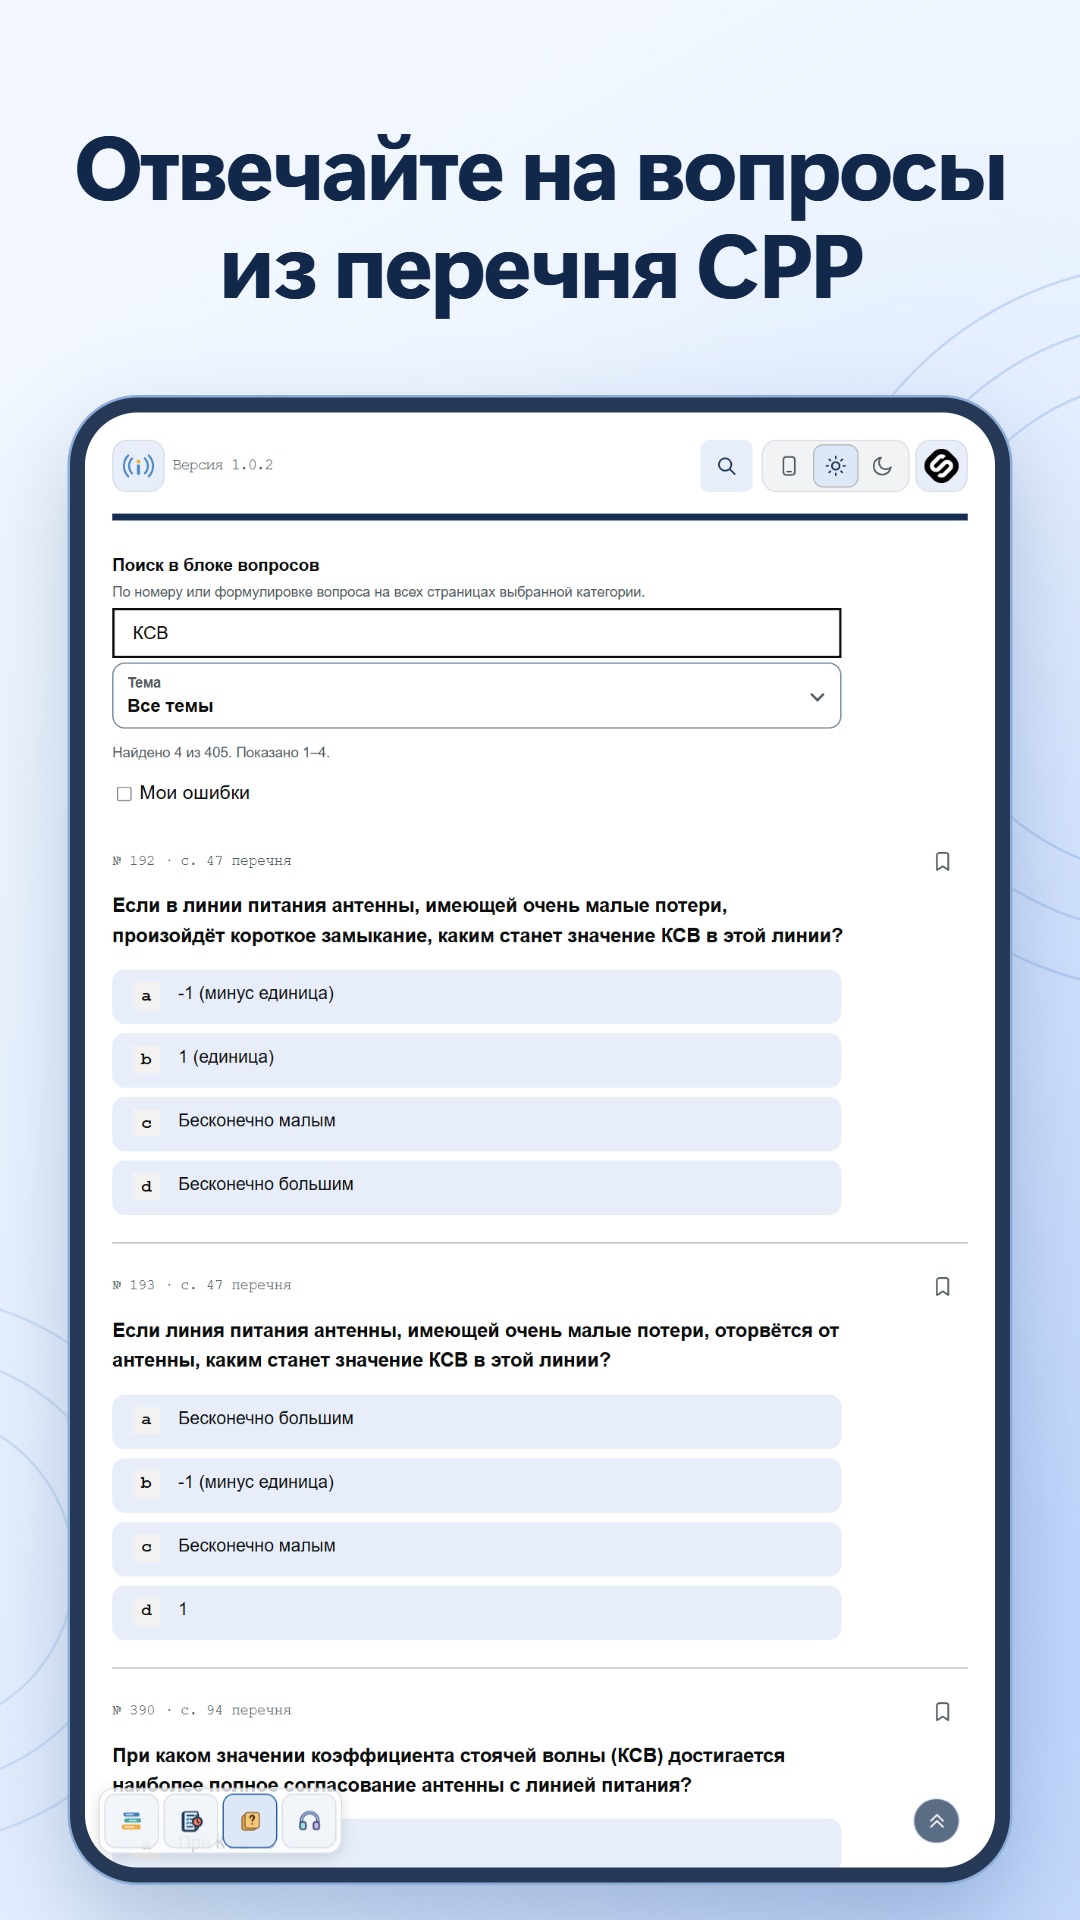 Отвечайте на вопросы
из перечня СРР
Версия 1.0.2
Поиск в блоке вопросов
По номеру или формулировке вопроса на всех страницах выбранной категории.
КСВ
Тема
Все темы
Найдено 4 из 405. Показано 1–4.
Мои ошибки
№ 192 · с. 47 перечня
Если в линии питания антенны, имеющей очень малые потери,
произойдёт короткое замыкание, каким станет значение КСВ в этой линии?
a -1 (минус единица)
b 1 (единица)
c Бесконечно малым
d Бесконечно большим
№ 193 · с. 47 перечня
Если линия питания антенны, имеющей очень малые потери, оторвётся от
антенны, каким станет значение КСВ в этой линии?
a Бесконечно большим
b -1 (минус единица)
c Бесконечно малым
d 1
№ 390 · с. 94 перечня
При каком значении коэффициента стоячей волны (КСВ) достигается
наиболее полное согласование антенны с линией питания?
a При